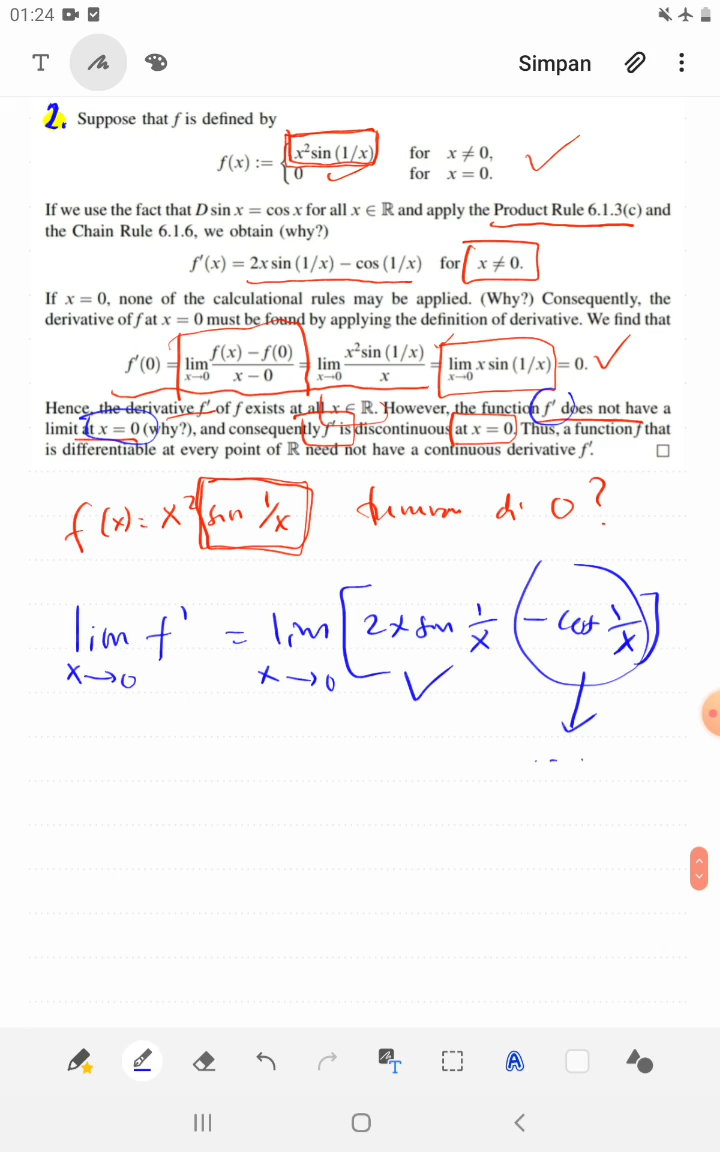 01:24
T
Simpan
2. Suppose that f is defined by
f(x) := { x²sin (1/x) for x ≠ 0,
0 for x = 0.
If we use the fact that D sin x = cos x for all x ∈ ℝ and apply the Product Rule 6.1.3(c) and
the Chain Rule 6.1.6, we obtain (why?)
f′(x) = 2x sin (1/x) − cos (1/x) for x ≠ 0.
If x = 0, none of the calculational rules may be applied. (Why?) Consequently, the
derivative of f at x = 0 must be found by applying the definition of derivative. We find that
f′(0) = lim x→0 f(x) − f(0) / x − 0 = lim x→0 x²sin (1/x) / x = lim x→0 x sin (1/x) = 0.
Hence, the derivative f′ of f exists at all x ∈ ℝ. However, the function f′ does not have a
limit at x = 0 (why?), and consequently f′ is discontinuous at x = 0. Thus, a function f that
is differentiable at every point of ℝ need not have a continuous derivative f′. □
f(x) = x² sin 1/x di 0?
lim x→0 f' = lim x→0 [2x sin 1/x − cos 1/x]